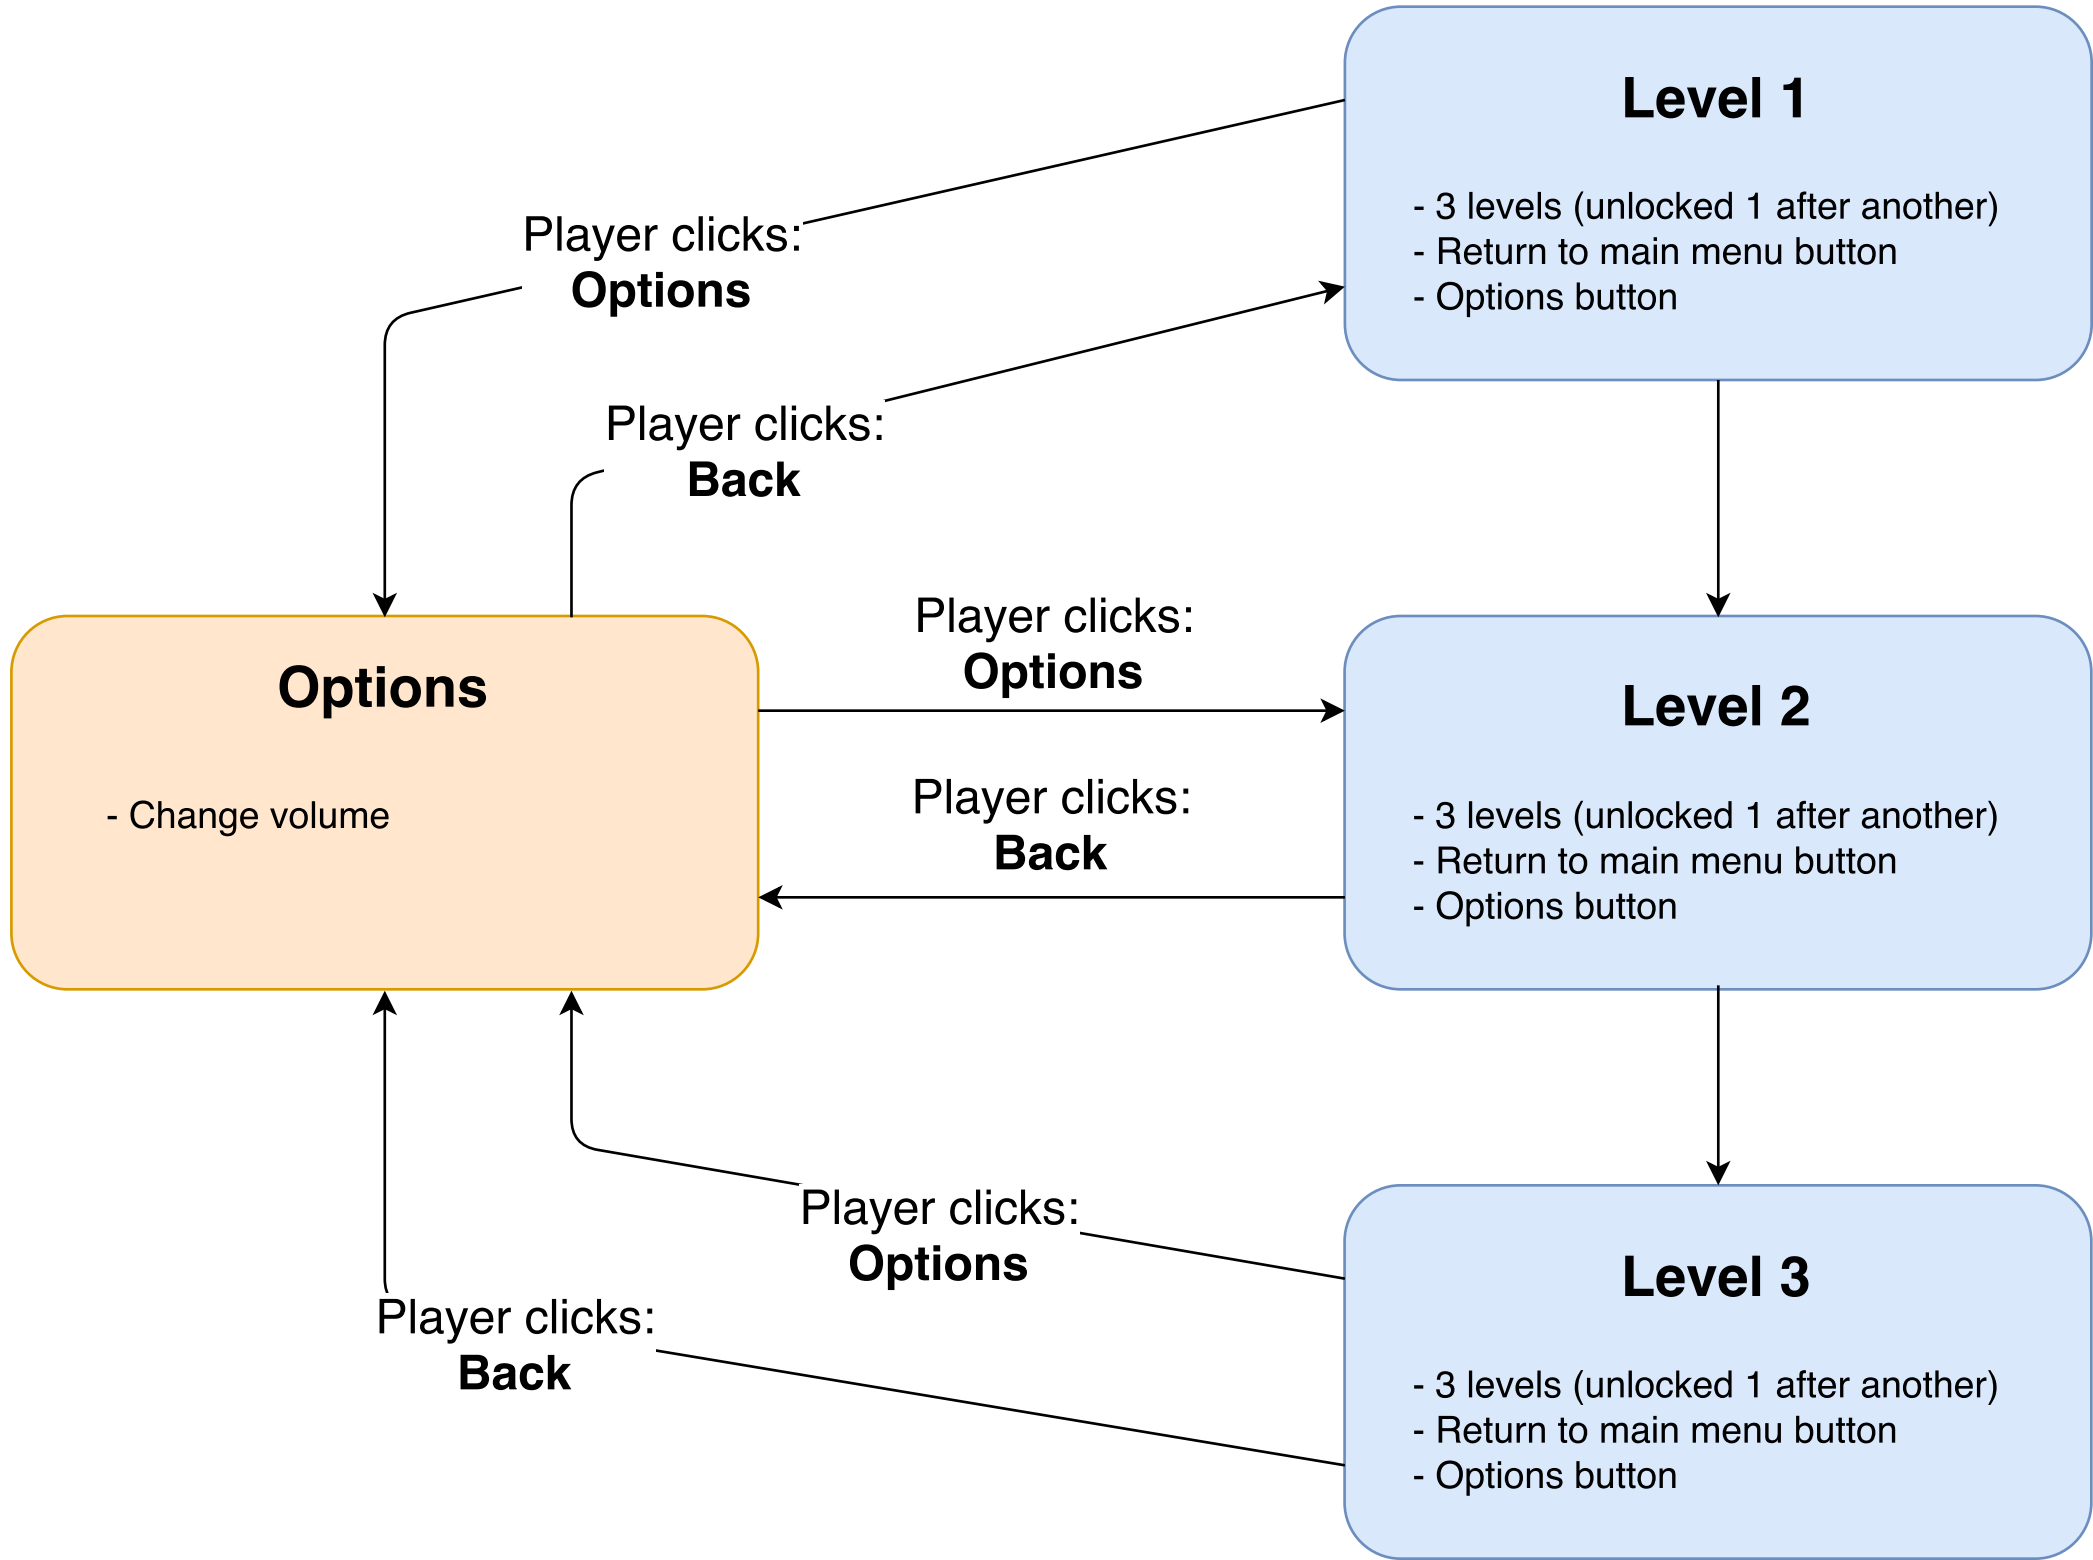 Level 1
- 3 levels (unlocked 1 after another)
- Return to main menu button
- Options button
Player clicks:
Options
Player clicks:
Back
Options
- Change volume
Player clicks:
Options
Player clicks:
Back
Level 2
- 3 levels (unlocked 1 after another)
- Return to main menu button
- Options button
Player clicks:
Options
Player clicks:
Back
Level 3
- 3 levels (unlocked 1 after another)
- Return to main menu button
- Options button